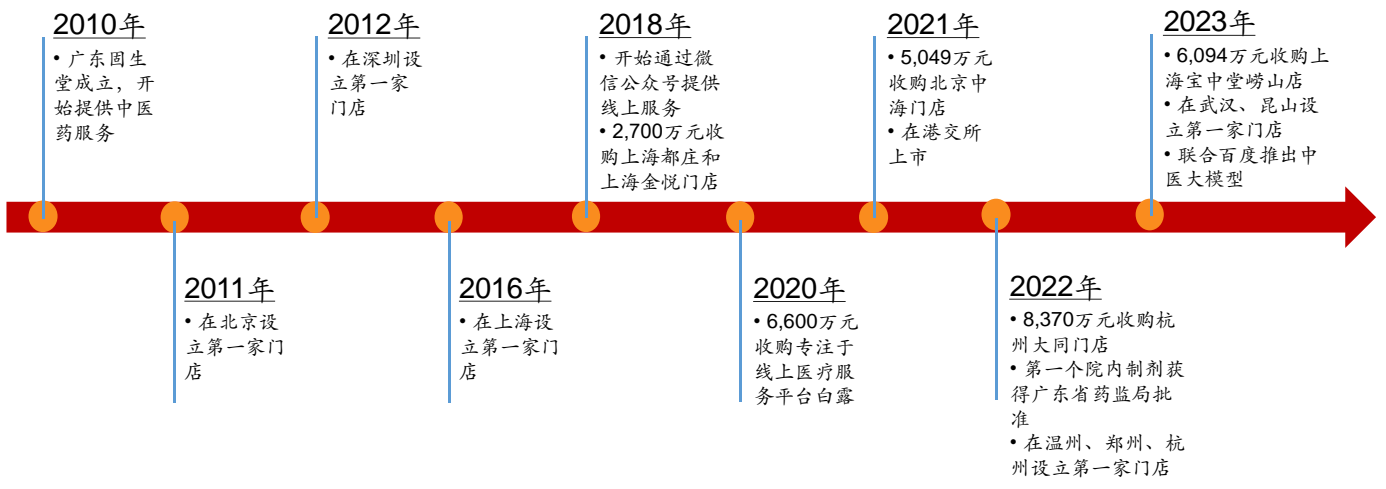 2010年
• 广东固生
堂成立，开
始提供中医
药服务
2011年
• 在北京设
立第一家门
店
2012年
• 在深圳设
立第一家
门店
2016年
• 在上海设
立第一家门
店
2018年
• 开始通过微
信公众号提供
线上服务
• 2,700万元收
购上海都庄和
上海金悦门店
2020年
• 6,600万元
收购专注于
线上医疗服
务平台白露
2021年
• 5,049万元
收购北京中
海门店
• 在港交所
上市
2022年
• 8,370万元收购杭
州大同门店
• 第一个院内制剂获
得广东省药监局批
准
• 在温州、郑州、杭
州设立第一家门店
2023年
• 6,094万元收购上
海宝中堂崂山店
• 在武汉、昆山设
立第一家门店
• 联合百度推出中
医大模型